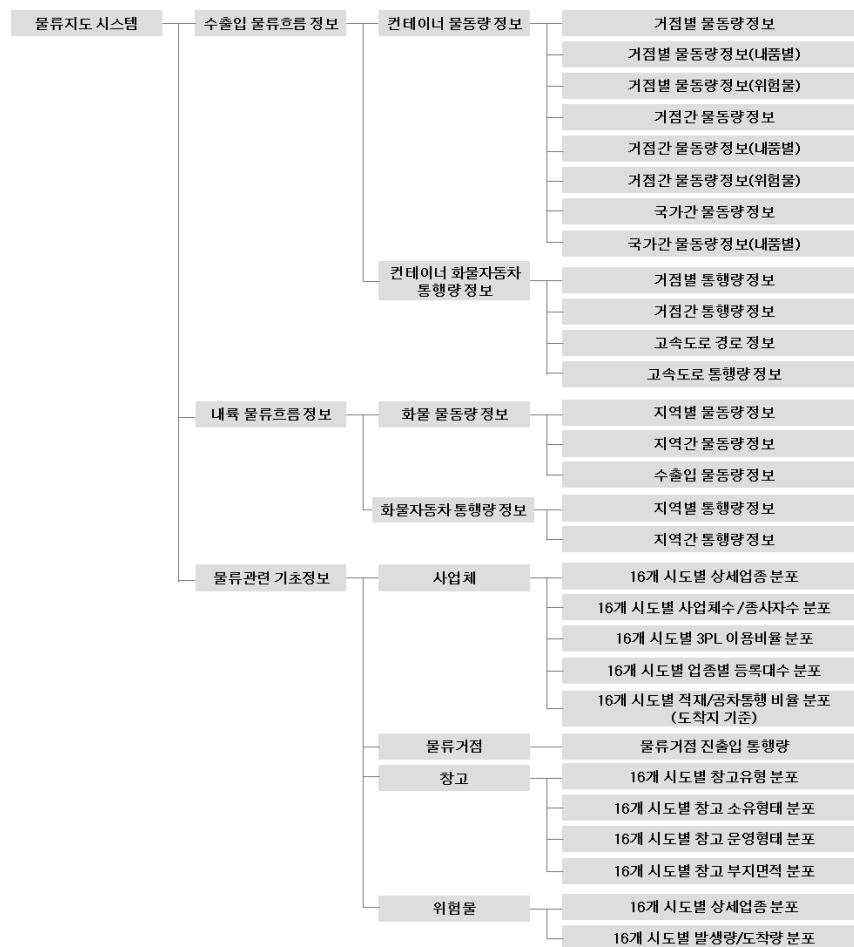 물류지도 시스템
수출입 물류흐름 정보
컨테이너 물동량 정보
거점별 물동량 정보
거점별 물동량 정보(내품별)
거점별 물동량 정보(위험물)
거점간 물동량 정보
거점간 물동량 정보(내품별)
거점간 물동량 정보(위험물)
국가간 물동량 정보
국가간 물동량 정보(내품별)
컨테이너 화물자동차
통행량 정보
거점별 통행량 정보
거점간 통행량 정보
고속도로 경로 정보
고속도로 통행량 정보
내륙 물류흐름 정보
화물 물동량 정보
지역별 물동량 정보
지역간 물동량 정보
수출입 물동량 정보
화물자동차 통행량 정보
지역별 통행량 정보
지역간 통행량 정보
물류관련 기초정보
사업체
16개 시도별 상세업종 분포
16개 시도별 사업체수/종사자수 분포
16개 시도별 3PL 이용비율 분포
16개 시도별 업종별 등록대수 분포
16개 시도별 적재/공차통행 비율 분포
(도착지 기준)
물류거점
물류거점 진출입 통행량
창고
16개 시도별 창고유형 분포
16개 시도별 창고 소유형태 분포
16개 시도별 창고 운영형태 분포
16개 시도별 창고 부지면적 분포
위험물
16개 시도별 상세업종 분포
16개 시도별 발생량/도착량 분포